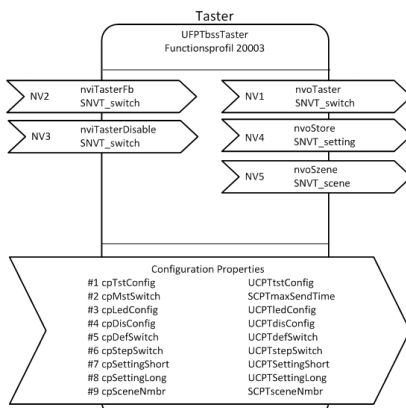 Taster
UFPTbssTaster
Functionsprofil 20003
NV2 nviTasterFb
SNVT_switch
NV1 nvoTaster
SNVT_switch
NV3 nviTasterDisable
SNVT_switch
NV4 nvoStore
SNVT_setting
NV5 nvoSzene
SNVT_scene
Configuration Properties
#1 cpTstConfig UCPTtstConfig
#2 cpMstSwitch SCPTmaxSendTime
#3 cpLedConfig UCPTledConfig
#4 cpDisConfig UCPTdisConfig
#5 cpDefSwitch UCPTdefSwitch
#6 cpStepSwitch UCPTstepSwitch
#7 cpSettingShort UCPTSettingShort
#8 cpSettingLong UCPTSettingLong
#9 cpSceneNmbr SCPTsceneNmbr